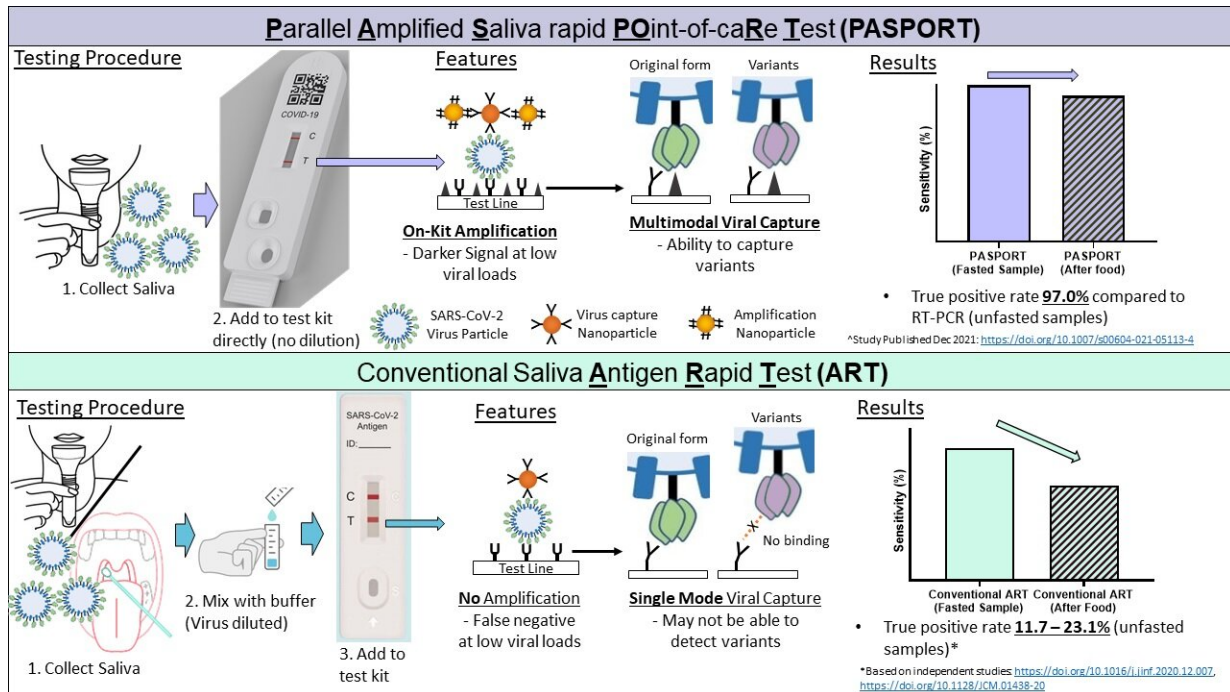 Parallel Amplified Saliva rapid POint-of-caRe Test (PASPORT)
Testing Procedure
COVID-19
C
T
1. Collect Saliva
2. Add to test kit
directly (no dilution)
Features
Test Line
On-Kit Amplification
- Darker Signal at low
viral loads
Original form
Variants
Multimodal Viral Capture
- Ability to capture
variants
SARS-CoV-2
Virus Particle
Virus capture
Nanoparticle
Amplification
Nanoparticle
Results
Sensitivity (%)
PASPORT
(Fasted Sample)
PASPORT
(After food)
• True positive rate 97.0% compared to
RT-PCR (unfasted samples)
^Study Published Dec 2021: https://doi.org/10.1007/s00604-021-05113-4
Conventional Saliva Antigen Rapid Test (ART)
Testing Procedure
1. Collect Saliva
2. Mix with buffer
(Virus diluted)
SARS-CoV-2
Antigen
ID:______
C
T
S
3. Add to
test kit
Features
Test Line
No Amplification
- False negative
at low viral loads
Original form
Variants
X
No binding
Single Mode Viral Capture
- May not be able to
detect variants
Results
Sensitivity (%)
Conventional ART
(Fasted Sample)
Conventional ART
(After Food)
• True positive rate 11.7 – 23.1% (unfasted
samples)*
*Based on independent studies: https://doi.org/10.1016/j.jinf.2020.12.007,
https://doi.org/10.1128/JCM.01438-20